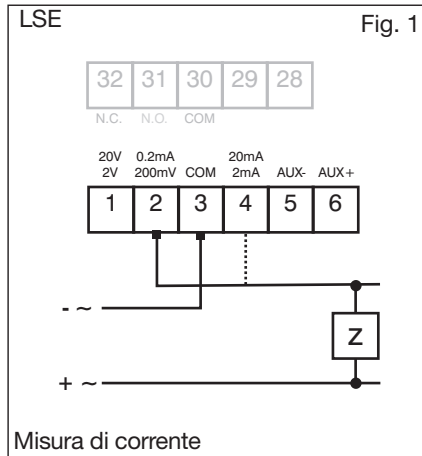 LSE Fig. 1
32 31 30 29 28
N.C. N.O. COM
20V 0.2mA 20mA
2V 200mV COM 2mA AUX- AUX+
1 2 3 4 5 6
- ~
Z
+ ~
Misura di corrente